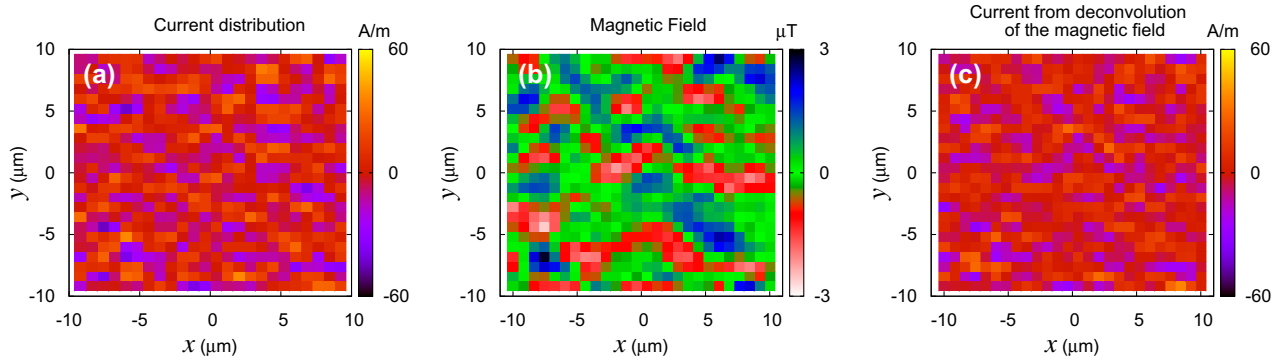 Current distribution
A/m
(a)
10
5
0
-5
-10
y (μm)
-10
-5
0
5
10
x (μm)
60
0
-60
Magnetic Field
μT
(b)
10
5
0
-5
-10
y (μm)
-10
-5
0
5
10
x (μm)
3
0
-3
Current from deconvolution
of the magnetic field
A/m
(c)
10
5
0
-5
-10
y (μm)
-10
-5
0
5
10
x (μm)
60
0
-60